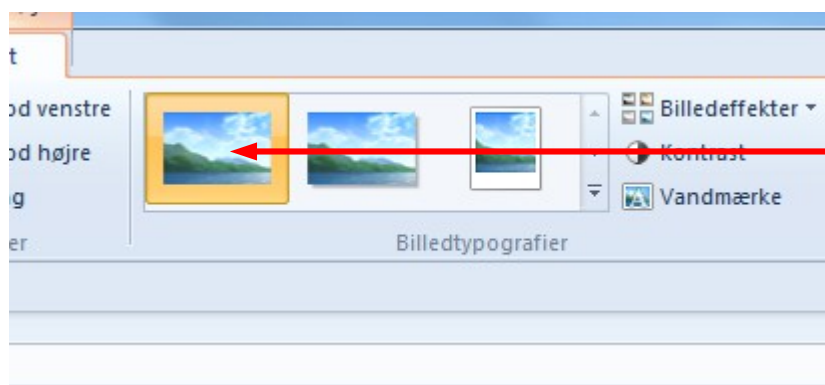 t
od venstre
od højre
g
er
Billedeffekter
Kontrast
Vandmærke
Billedtypografier